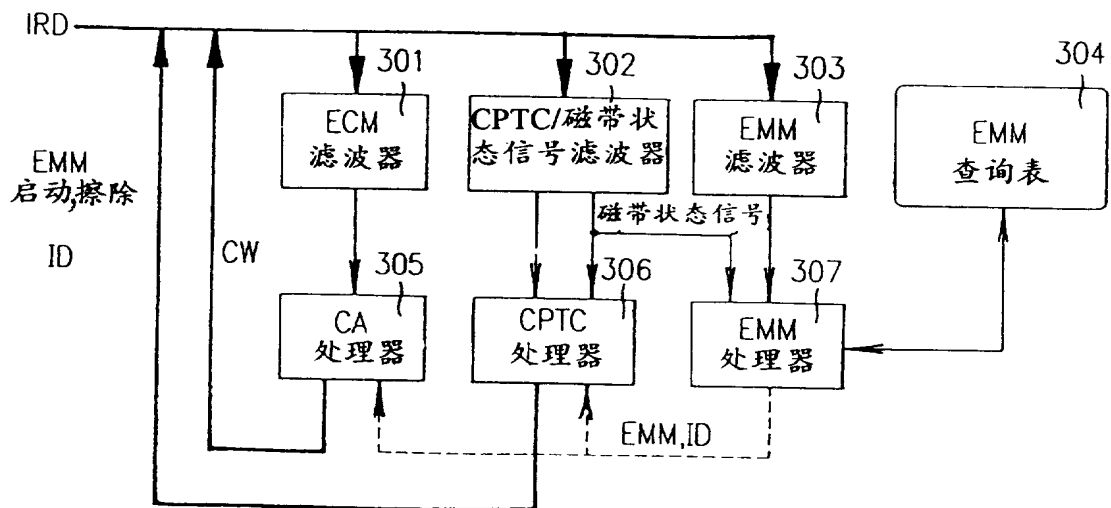 IRD
301
302
303
304
ECM
滤波器
CPTC/磁带状
态信号滤波器
EMM
滤波器
EMM
查询表
EMM
启动,擦除
ID
CW
磁带状态信号
305
306
307
CA
处理器
CPTC
处理器
EMM
处理器
EMM,ID